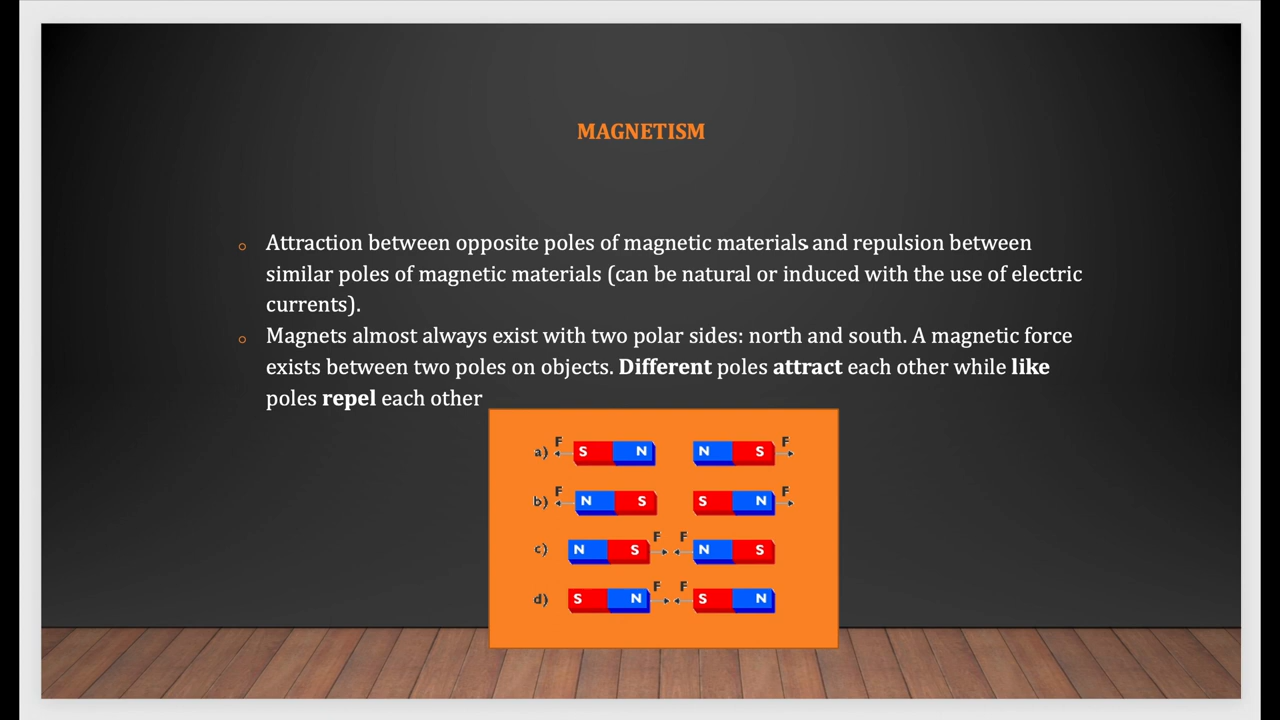 MAGNETISM
Attraction between opposite poles of magnetic materials and repulsion between
similar poles of magnetic materials (can be natural or induced with the use of electric
currents).
Magnets almost always exist with two polar sides: north and south. A magnetic force
exists between two poles on objects. Different poles attract each other while like
poles repel each other
a) F S N N S F
b) F N S S N F
c) N S F F N S
d) S N F F S N